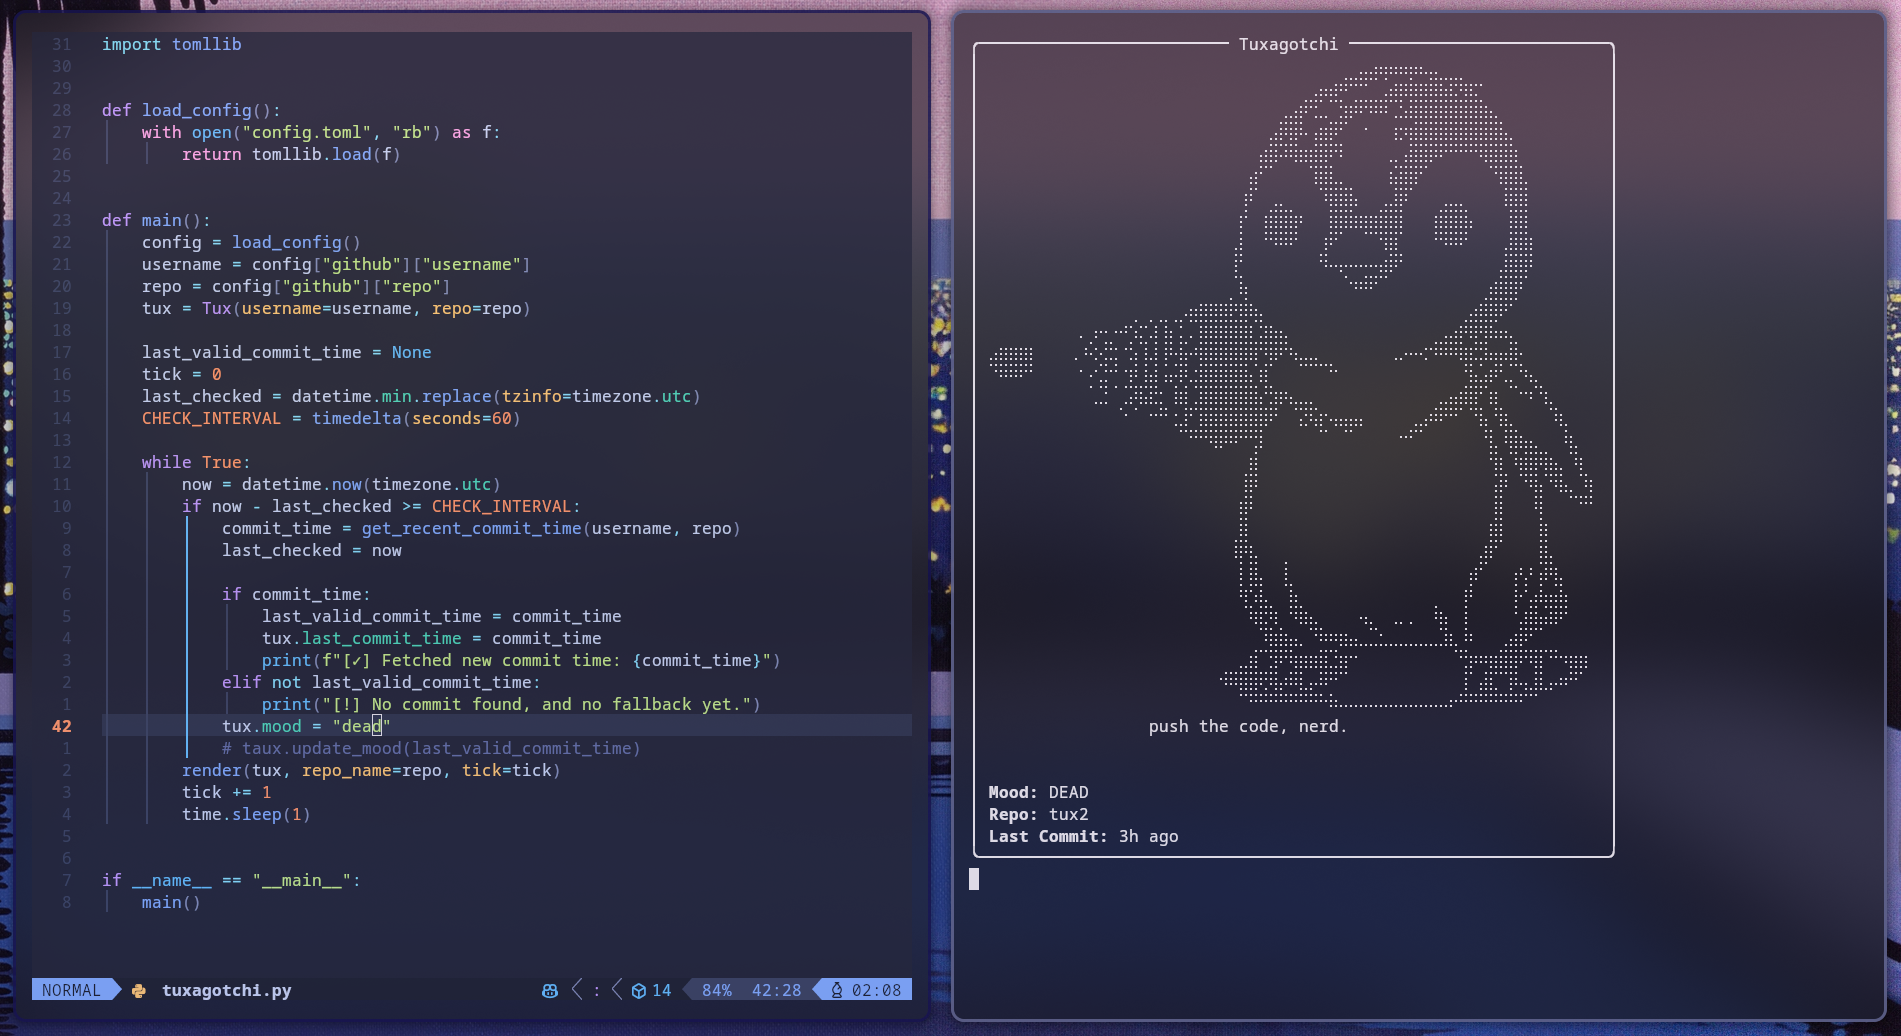 31 import tomllib
30
29
28 def load_config():
27 with open("config.toml", "rb") as f:
26 return tomllib.load(f)
25
24
23 def main():
22 config = load_config()
21 username = config["github"]["username"]
20 repo = config["github"]["repo"]
19 tux = Tux(username=username, repo=repo)
18
17 last_valid_commit_time = None
16 tick = 0
15 last_checked = datetime.min.replace(tzinfo=timezone.utc)
14 CHECK_INTERVAL = timedelta(seconds=60)
13
12 while True:
11 now = datetime.now(timezone.utc)
10 if now - last_checked >= CHECK_INTERVAL:
9 commit_time = get_recent_commit_time(username, repo)
8 last_checked = now
7
6 if commit_time:
5 last_valid_commit_time = commit_time
4 tux.last_commit_time = commit_time
3 print(f"[✓] Fetched new commit time: {commit_time}")
2 elif not last_valid_commit_time:
1 print("[!] No commit found, and no fallback yet.")
42 tux.mood = "dead"
1 # taux.update_mood(last_valid_commit_time)
2 render(tux, repo_name=repo, tick=tick)
3 tick += 1
4 time.sleep(1)
5
6
7 if __name__ == "__main__":
8 main()
NORMAL tuxagotchi.py : 14 84% 42:28 02:08
Tuxagotchi
push the code, nerd.
Mood: DEAD
Repo: tux2
Last Commit: 3h ago